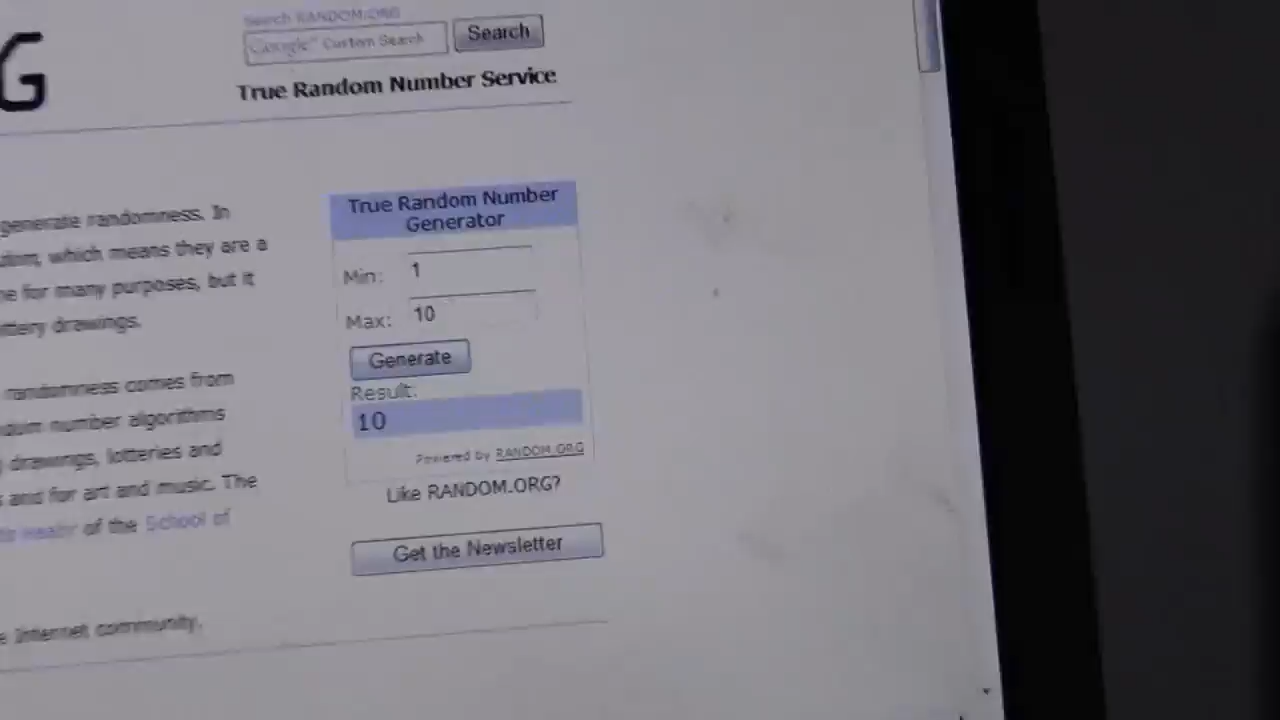 Search RANDOM.ORG
Google™ Custom Search
Search
G
True Random Number Service
generate randomness. In
which means they are a
for many purposes, but it
drawings.
randomness comes from
number algorithms
drawings, lotteries and
and for art and music. The
of the School of
Internet community.
True Random Number
Generator
Min: 1
Max: 10
Generate
Result:
10
Powered by RANDOM.ORG
Like RANDOM.ORG?
Get the Newsletter